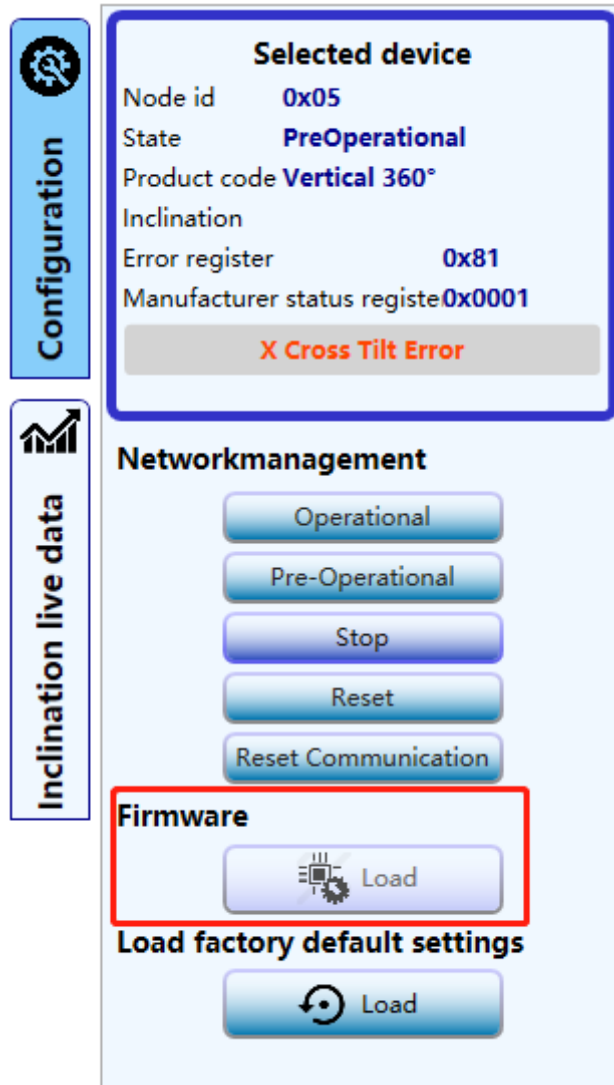 Configuration
Inclination live data
Selected device
Node id 0x05
State PreOperational
Product code Vertical 360°
Inclination
Error register 0x81
Manufacturer status registe0x0001
X Cross Tilt Error
Networkmanagement
Operational
Pre-Operational
Stop
Reset
Reset Communication
Firmware
Load
Load factory default settings
Load